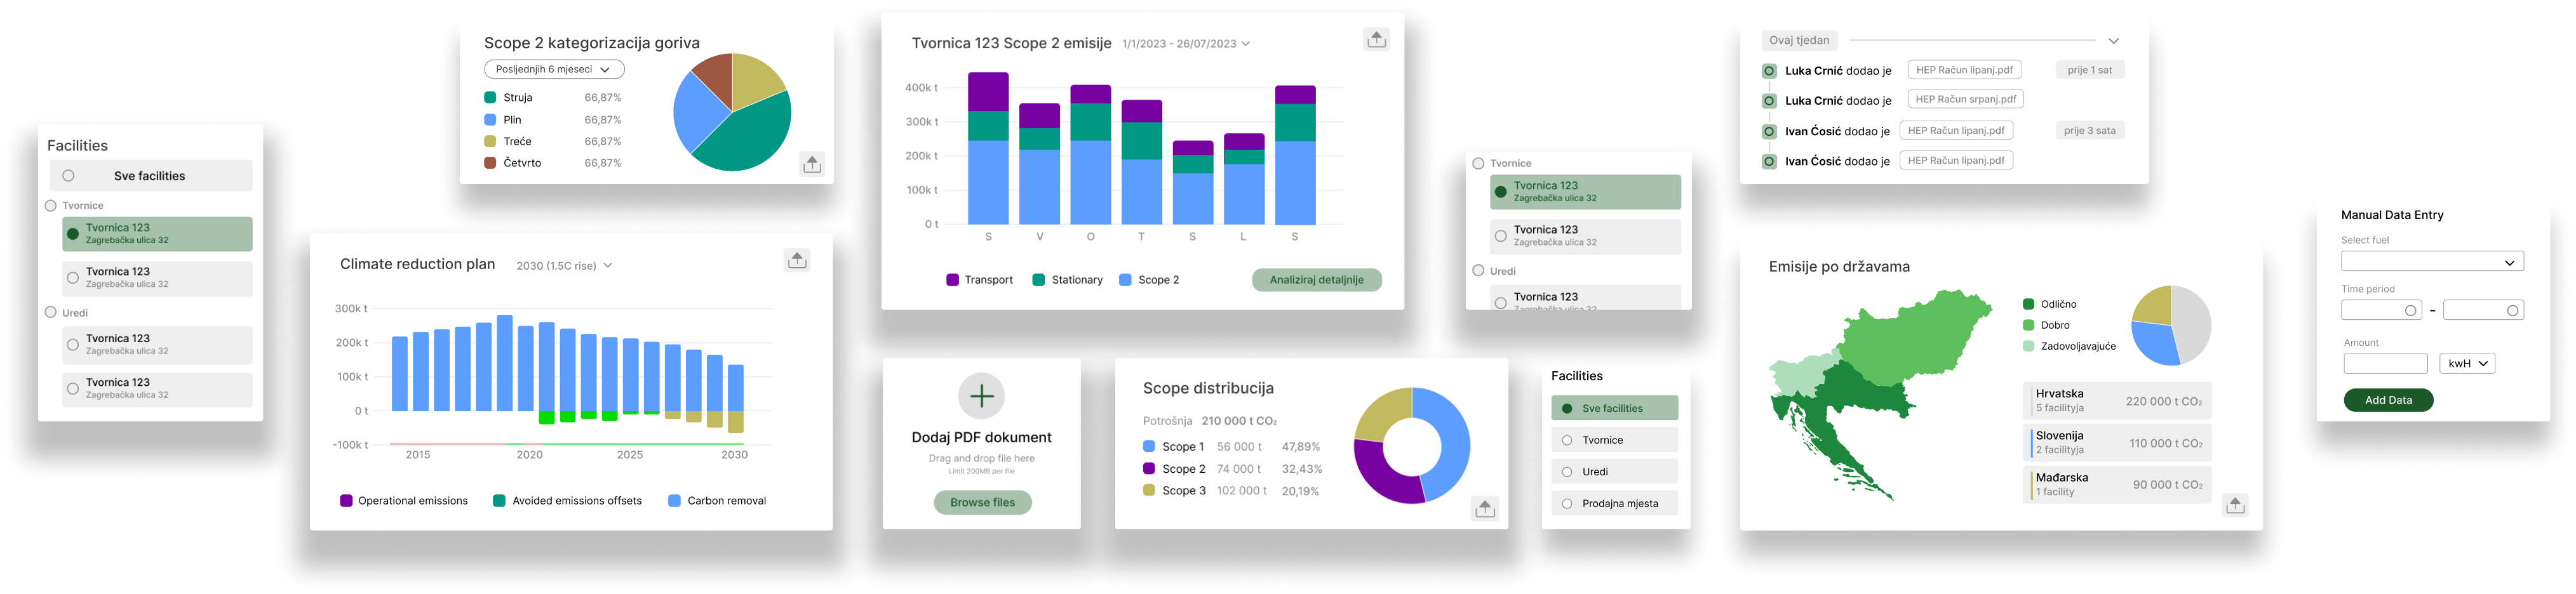 Facilities
Sve facilities
Tvornice
Tvornica 123
Zagrebačka ulica 32
Tvornica 123
Zagrebačka ulica 32
Uredi
Tvornica 123
Zagrebačka ulica 32
Tvornica 123
Zagrebačka ulica 32
Scope 2 kategorizacija goriva
Posljednjih 6 mjeseci
Struja 66,87%
Plin 66,87%
Treće 66,87%
Četvrto 66,87%
Climate reduction plan 2030 (1.5C rise)
300k t
200k t
100k t
0 t
-100k t
2015 2020 2025 2030
Operational emissions Avoided emissions offsets Carbon removal
Tvornica 123 Scope 2 emisije 1/1/2023 - 26/07/2023
400k t
300k t
200k t
100k t
0 t
S V O T S L S
Transport Stationary Scope 2 Analiziraj detaljnije
Dodaj PDF dokument
Drag and drop file here
Limit 200MB per file
Browse files
Scope distribucija
Potrošnja 210 000 t CO₂
Scope 1 56 000 t 47,89%
Scope 2 74 000 t 32,43%
Scope 3 102 000 t 20,19%
Tvornice
Tvornica 123
Zagrebačka ulica 32
Tvornica 123
Zagrebačka ulica 32
Uredi
Tvornica 123
Zagrebačka ulica 32
Facilities
Sve facilities
Tvornice
Uredi
Prodajna mjesta
Ovaj tjedan
Luka Crnić dodao je HEP Račun lipanj.pdf prije 1 sat
Luka Crnić dodao je HEP Račun srpanj.pdf
Ivan Ćosić dodao je HEP Račun lipanj.pdf prije 3 sata
Ivan Ćosić dodao je HEP Račun lipanj.pdf
Emisije po državama
Odlično
Dobro
Zadovoljavajuće
Hrvatska
5 facilityja
220 000 t CO₂
Slovenija
2 facilityja
110 000 t CO₂
Mađarska
1 facility
90 000 t CO₂
Manual Data Entry
Select fuel
Time period
-
Amount
kwH
Add Data